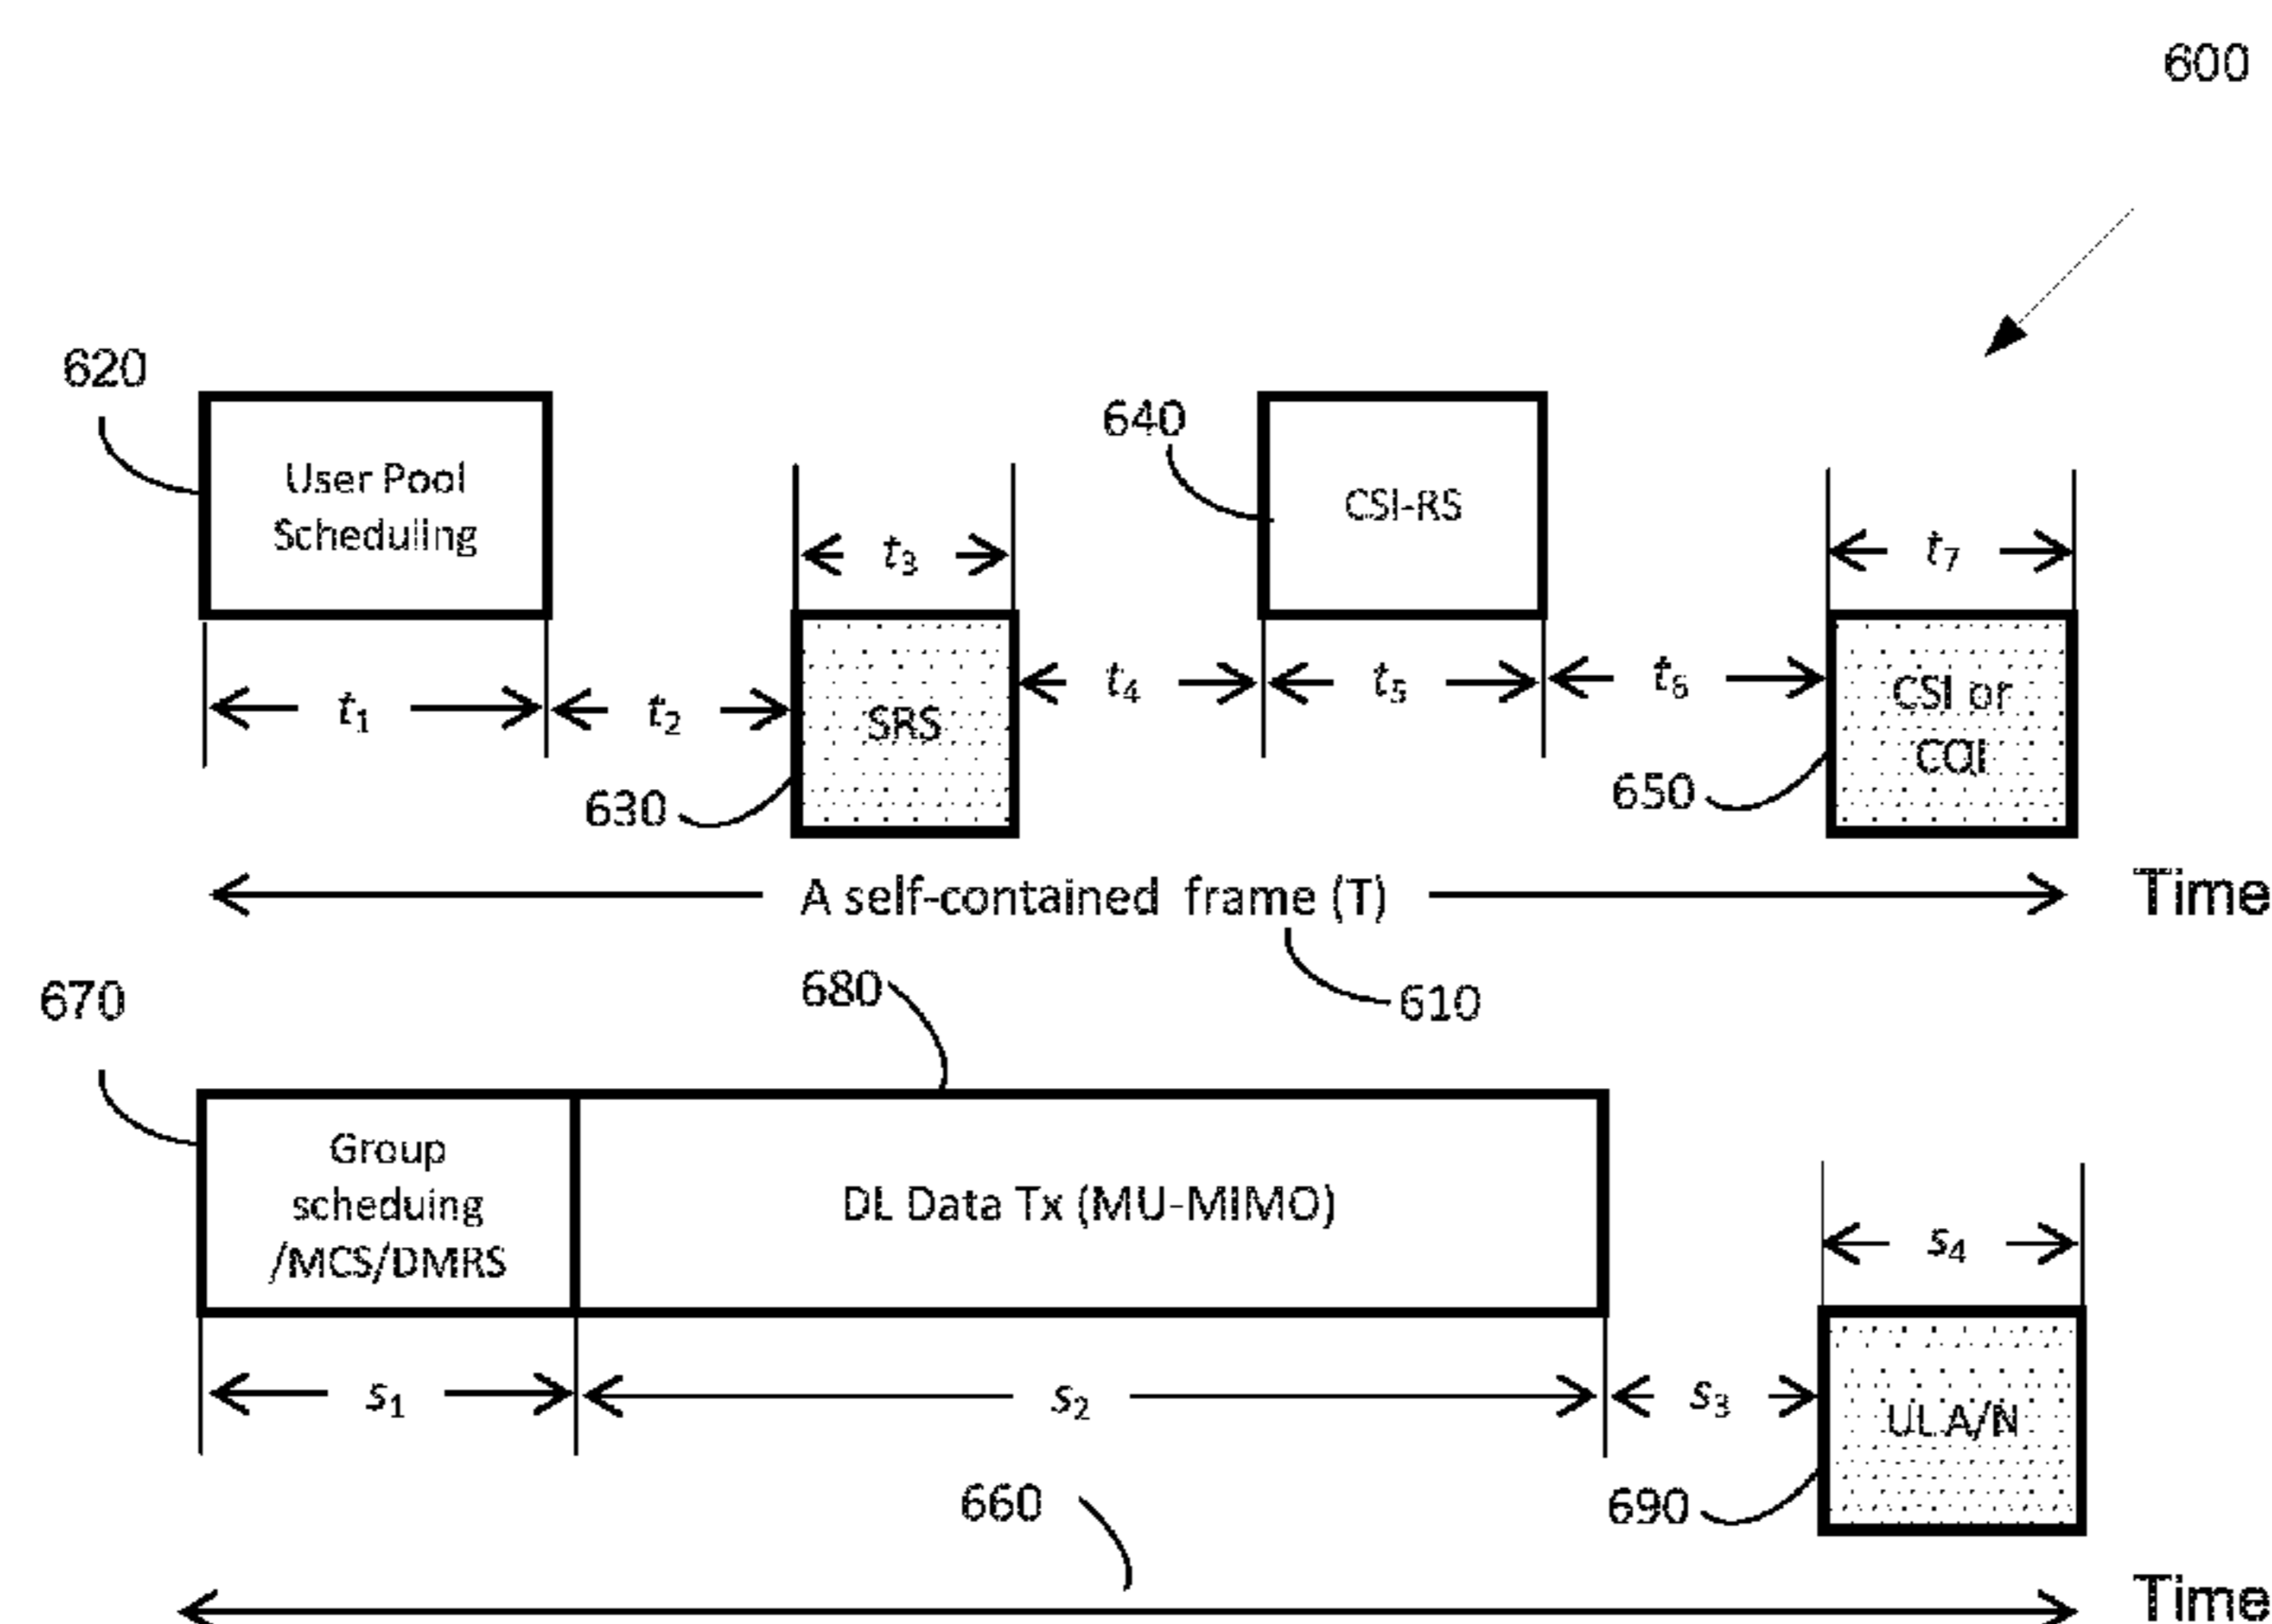 600
620
User Pool
Scheduling
640
CSI-RS
t3
t7
t1
t2
SRS
t4
t5
t6
CSI or
CQI
630
650
A self-contained frame (T)
Time
610
670
680
Group
scheduing
/MCS/DMRS
DL Data Tx (MU-MIMO)
s4
s1
s2
s3
UL A/N
660
690
Time